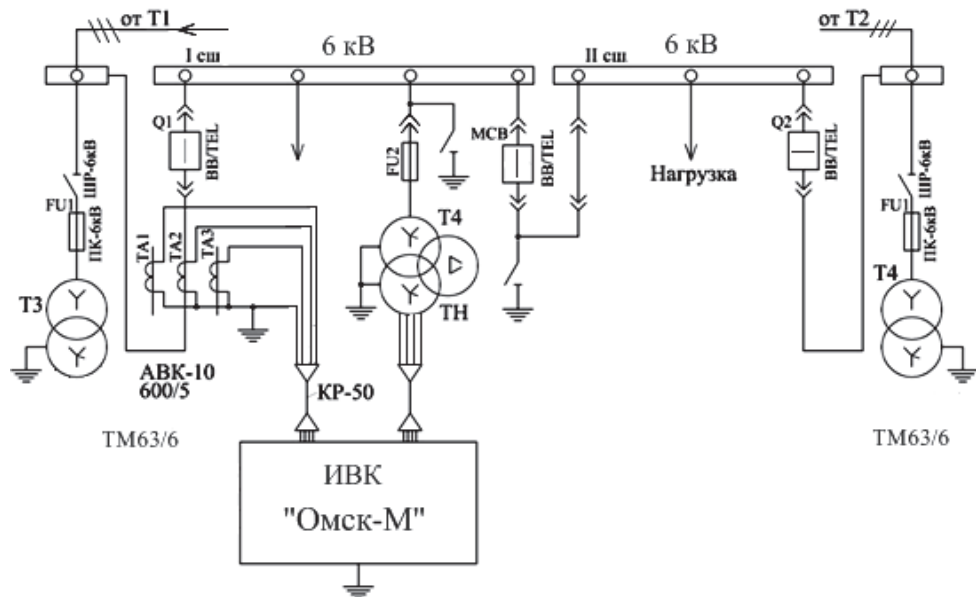 от Т1
6 кВ
6 кВ
от Т2
I сш
II сш
Q1
BB/TEL
FU2
МСВ
BB/TEL
Нагрузка
Q2
BB/TEL
ШР-6кВ
FU1
ПК-6кВ
ШР-6кВ
FU1
ПК-6кВ
ТА1
ТА2
ТА3
Т4
ТН
Т3
Т4
АВК-10
600/5
КР-50
ТМ63/6
ТМ63/6
ИВК
"Омск-М"